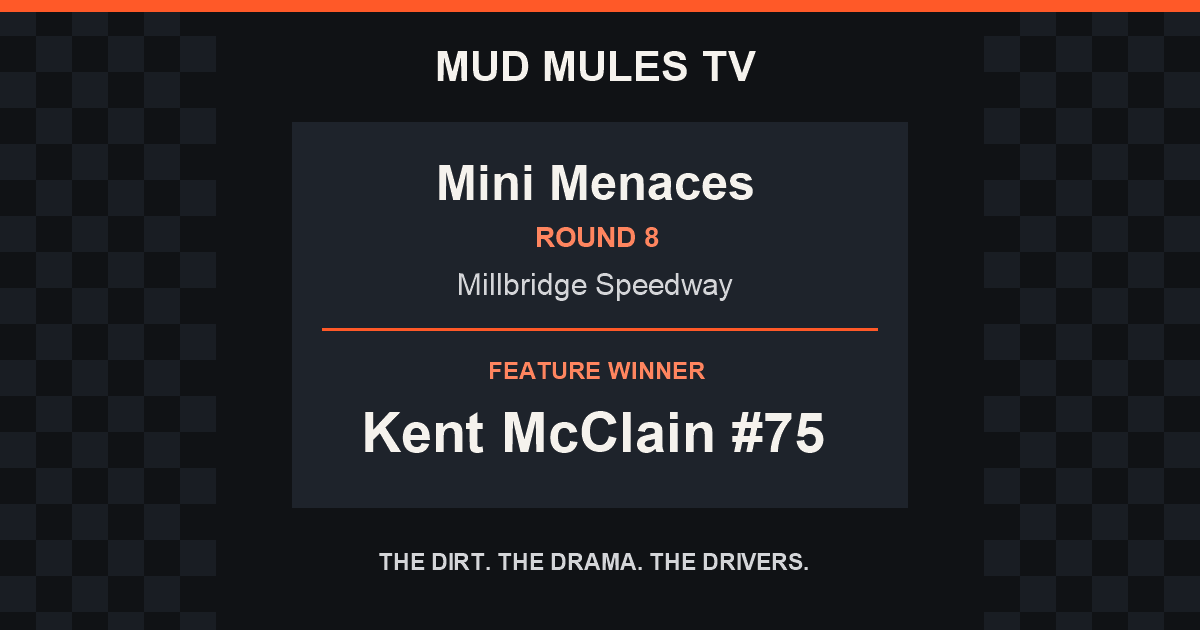 MUD MULES TV
Mini Menaces
ROUND 8
Millbridge Speedway
FEATURE WINNER
Kent McClain #75
THE DIRT. THE DRAMA. THE DRIVERS.